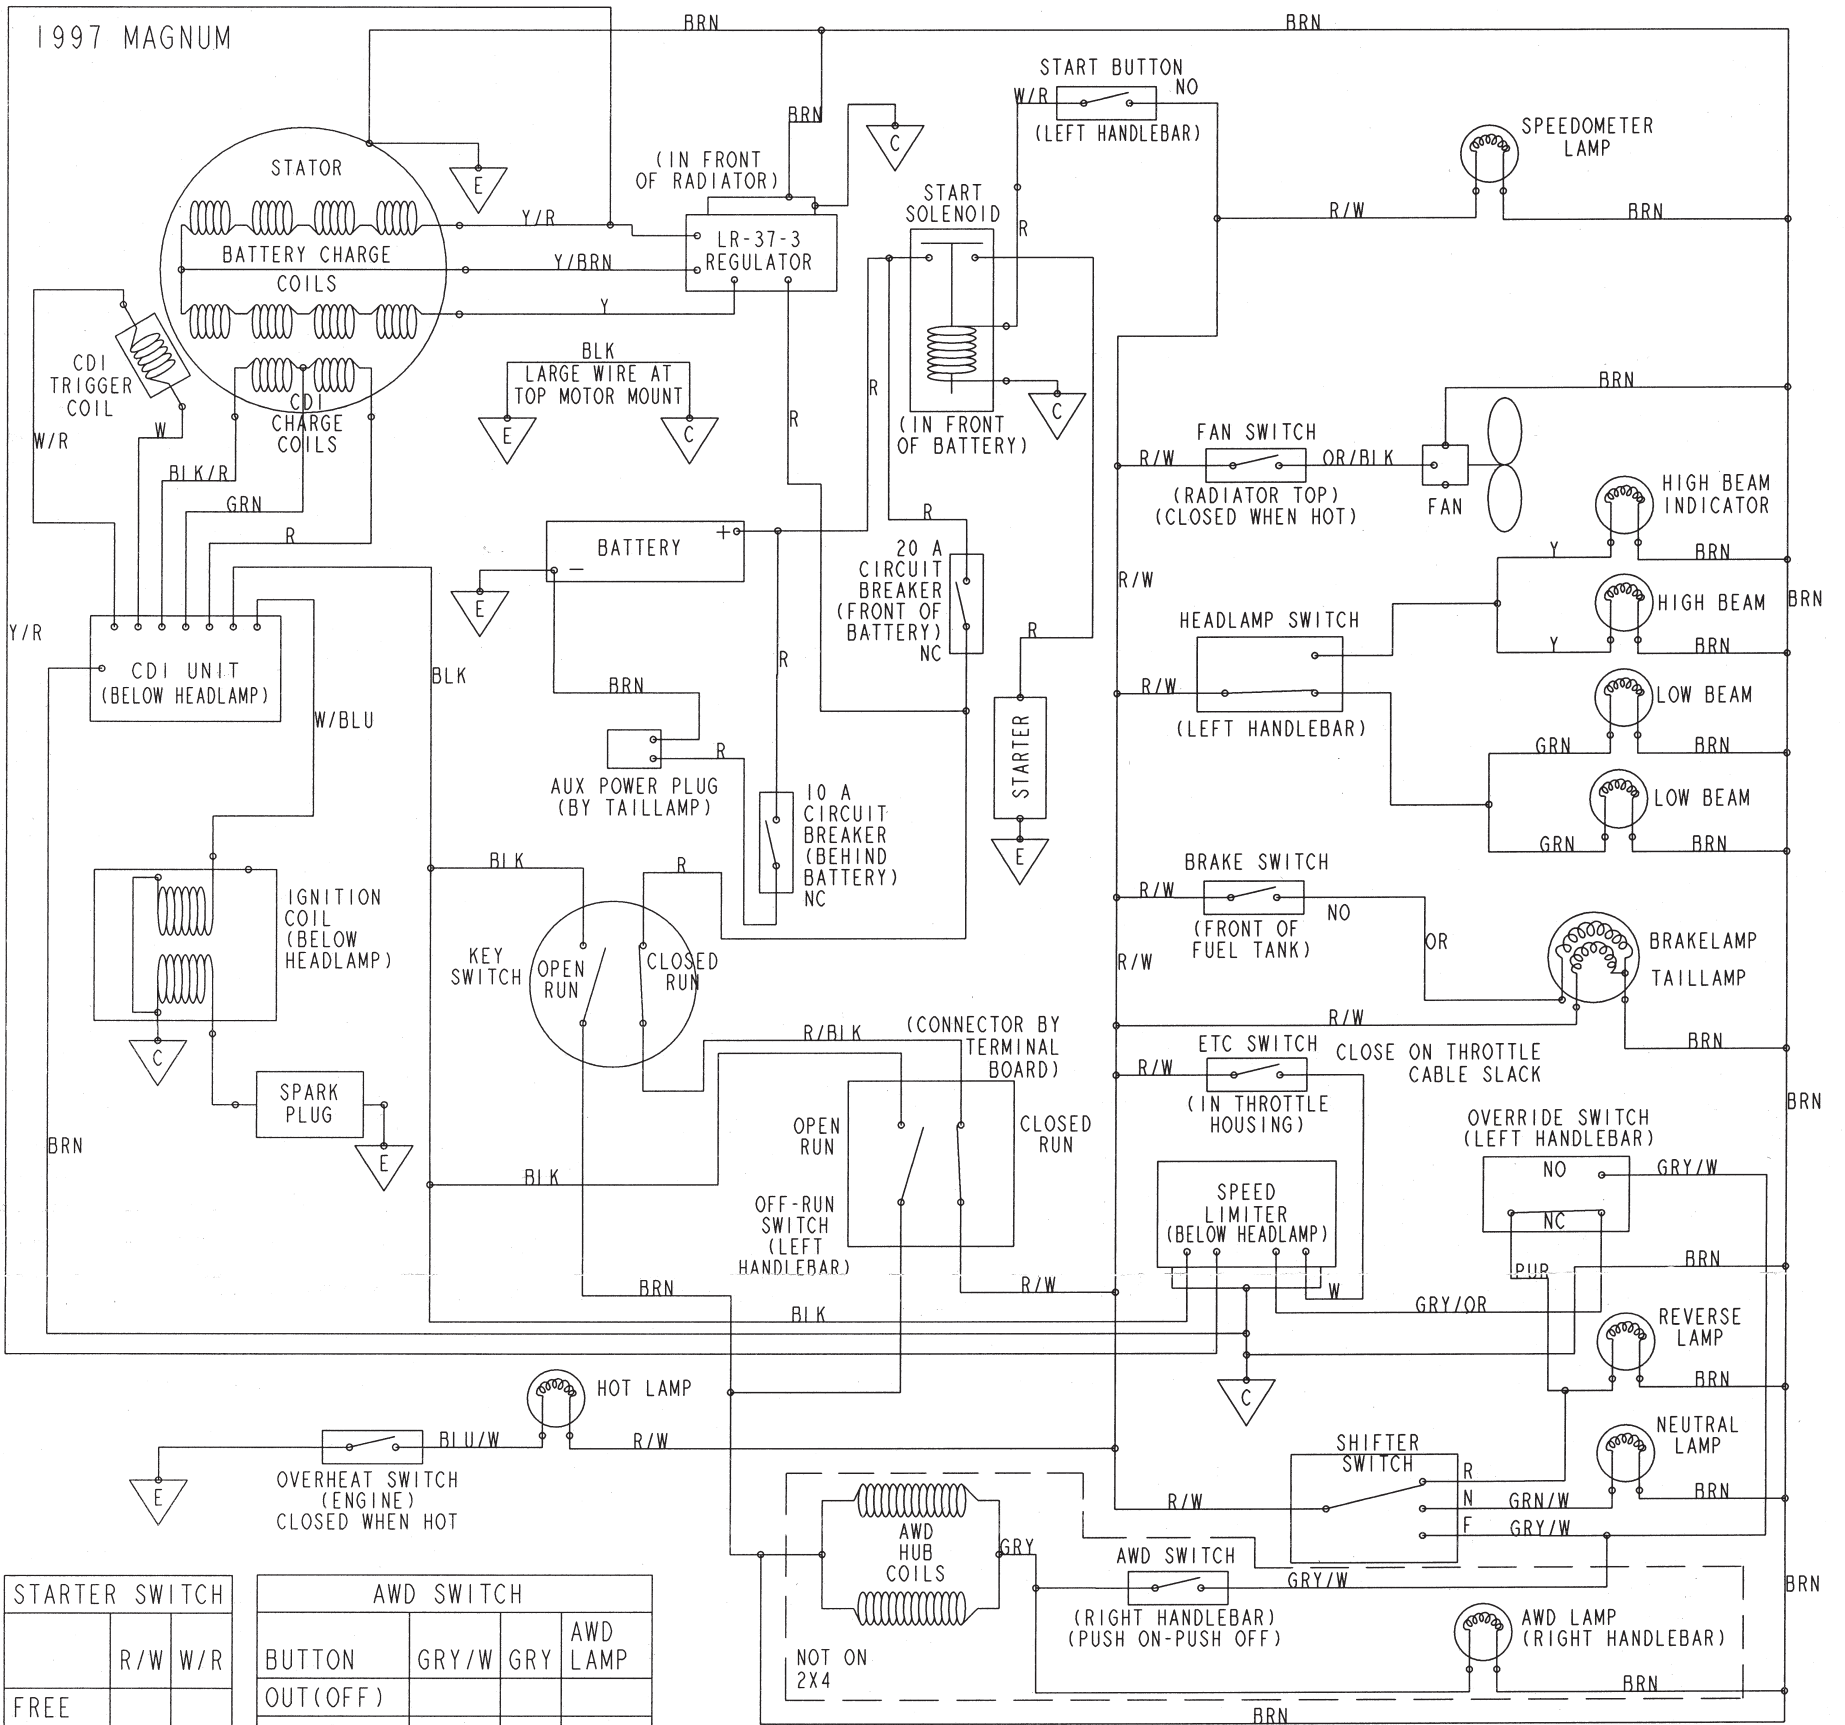 1997 MAGNUM
BRN
BRN
START BUTTON
W/R
NO
(LEFT HANDLEBAR)
SPEEDOMETER
LAMP
BRN
C
(IN FRONT
OF RADIATOR)
STATOR
E
START
SOLENOID
R/W
BRN
Y/R
R
LR-37-3
REGULATOR
BATTERY CHARGE
COILS
Y/BRN
Y
CDI
TRIGGER
COIL
BLK
LARGE WIRE AT
TOP MOTOR MOUNT
E
C
R
R
C
(IN FRONT
OF BATTERY)
CDI
CHARGE
COILS
W/R
W
BLK/R
GRN
R
BRN
FAN SWITCH
R/W
OR/BLK
(RADIATOR TOP)
(CLOSED WHEN HOT)
FAN
HIGH BEAM
INDICATOR
Y
BRN
BATTERY
+
−
E
R
20 A
CIRCUIT
BREAKER
(FRONT OF
BATTERY)
NC
R/W
HIGH BEAM
BRN
Y
BRN
HEADLAMP SWITCH
R/W
(LEFT HANDLEBAR)
LOW BEAM
GRN
BRN
LOW BEAM
GRN
BRN
Y/R
CDI UNIT
(BELOW HEADLAMP)
BLK
W/BLU
R
R
BRN
R
AUX POWER PLUG
(BY TAILLAMP)
STARTER
E
10 A
CIRCUIT
BREAKER
(BEHIND
BATTERY)
NC
BLK
R
IGNITION
COIL
(BELOW
HEADLAMP)
C
KEY
SWITCH
OPEN
RUN
CLOSED
RUN
BRAKE SWITCH
R/W
NO
(FRONT OF
FUEL TANK)
OR
R/W
BRAKELAMP
TAILLAMP
R/W
BRN
SPARK
PLUG
E
BRN
R/BLK
(CONNECTOR BY
TERMINAL
BOARD)
ETC SWITCH
R/W
CLOSE ON THROTTLE
CABLE SLACK
(IN THROTTLE
HOUSING)
BRN
OVERRIDE SWITCH
(LEFT HANDLEBAR)
NO
GRY/W
NC
OPEN
RUN
CLOSED
RUN
BLK
OFF-RUN
SWITCH
(LEFT
HANDLEBAR)
SPEED
LIMITER
(BELOW HEADLAMP)
BRN
PUR
BRN
R/W
W
GRY/OR
BLK
REVERSE
LAMP
BRN
C
HOT LAMP
BLU/W
R/W
E
OVERHEAT SWITCH
(ENGINE)
CLOSED WHEN HOT
NEUTRAL
LAMP
SHIFTER
SWITCH
R
N
F
R/W
GRN/W
BRN
GRY/W
AWD
HUB
COILS
GRY
AWD SWITCH
GRY/W
(RIGHT HANDLEBAR)
(PUSH ON-PUSH OFF)
BRN
AWD LAMP
(RIGHT HANDLEBAR)
NOT ON
2X4
BRN
BRN
STARTER SWITCH
R/W W/R
FREE
AWD SWITCH
BUTTON GRY/W GRY AWD
LAMP
OUT(OFF)